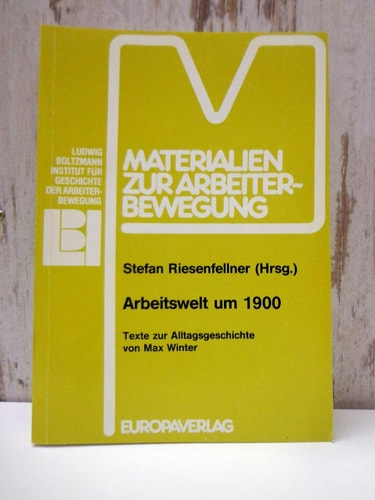 LUDWIG
BOLTZMANN
INSTITUT FÜR
GESCHICHTE
DER ARBEITER-
BEWEGUNG
LBI
MATERIALIEN
ZUR ARBEITER-
BEWEGUNG
Stefan Riesenfellner (Hrsg.)
Arbeitswelt um 1900
Texte zur Alltagsgeschichte
von Max Winter
EUROPAVERLAG